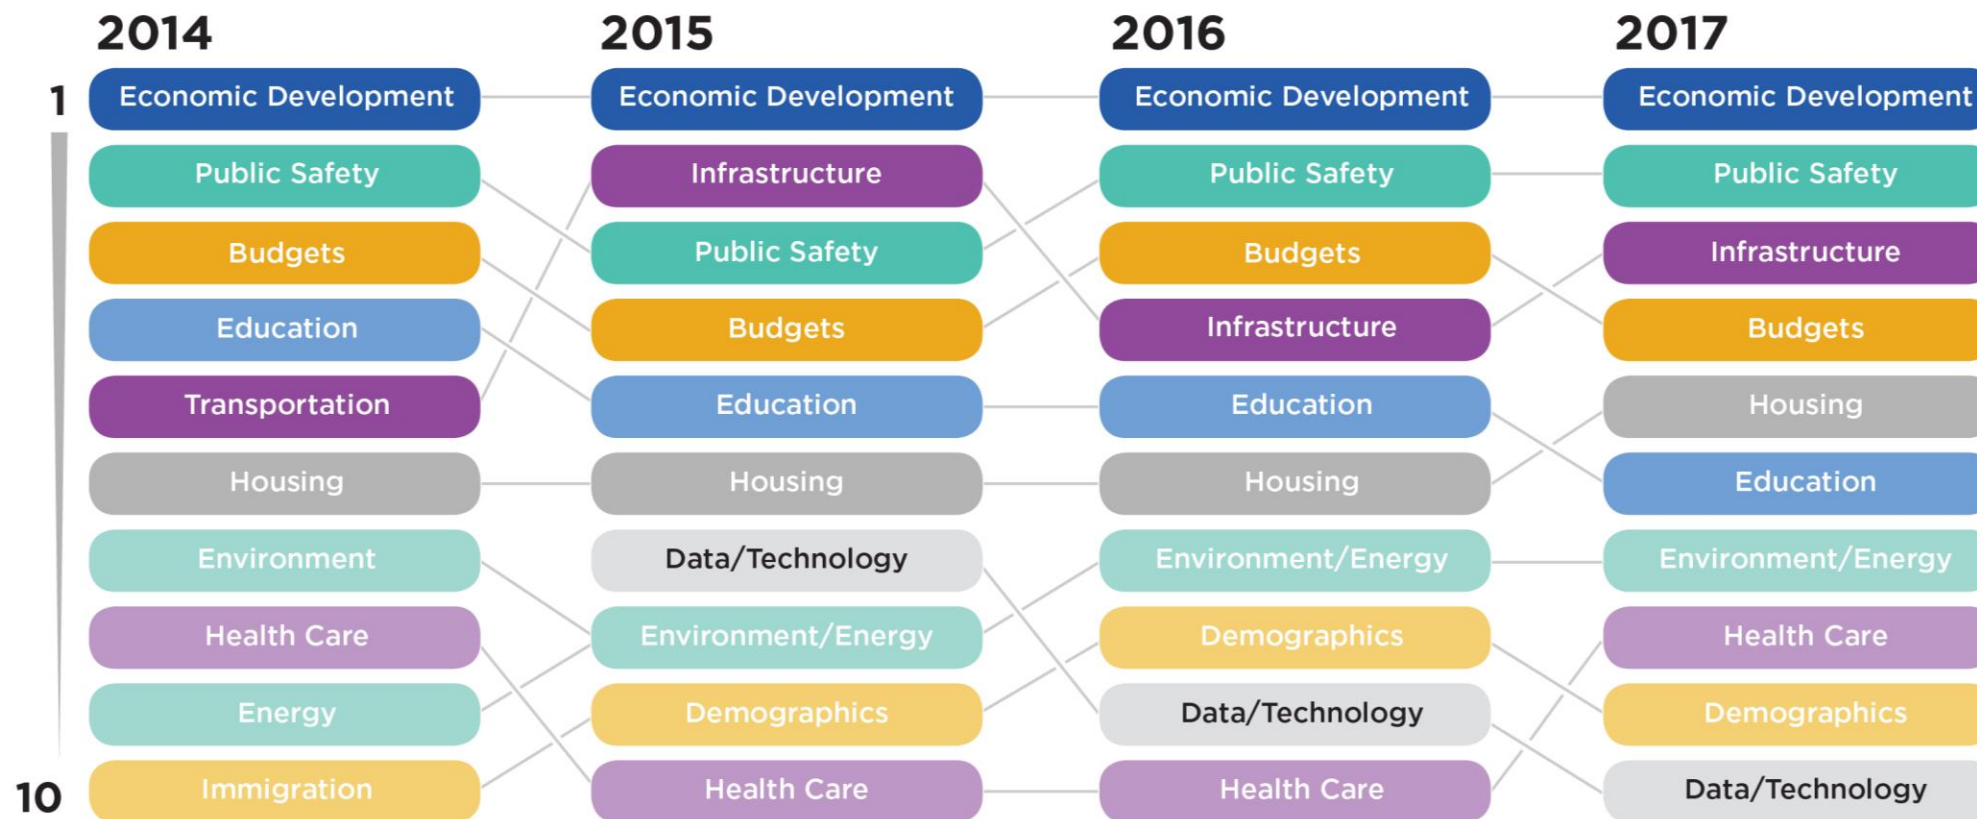 2014 2015 2016 2017
1 Economic Development Economic Development Economic Development Economic Development
Public Safety Infrastructure Public Safety Public Safety
Budgets Public Safety Budgets Infrastructure
Education Budgets Infrastructure Budgets
Transportation Education Education Housing
Housing Housing Housing Education
Environment Data/Technology Environment/Energy Environment/Energy
Health Care Environment/Energy Demographics Health Care
Energy Demographics Data/Technology Demographics
10 Immigration Health Care Health Care Data/Technology